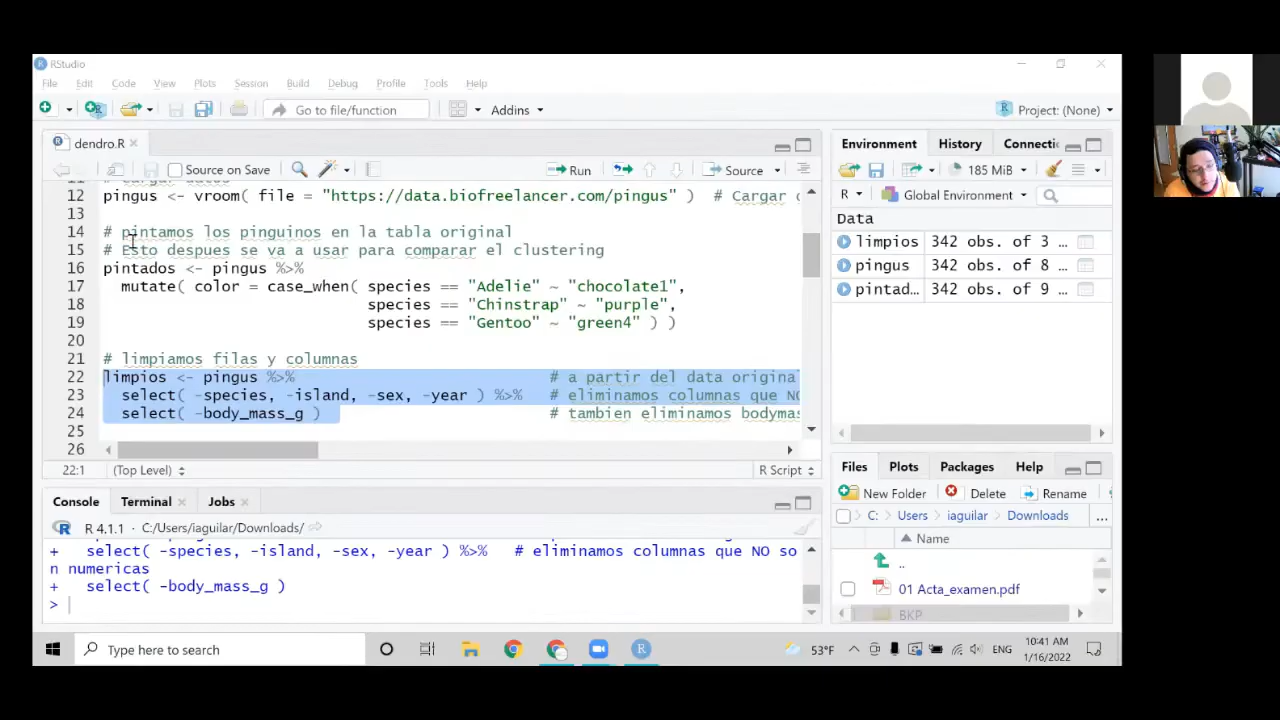 RStudio
File Edit Code View Plots Session Build Debug Profile Tools Help
Go to file/function Addins Project: (None)
dendro.R
Source on Save Run Source
12 pingus <- vroom( file = "https://data.biofreelancer.com/pingus" ) # Cargar
13
14 # pintamos los pinguinos en la tabla original
15 # Esto despues se va a usar para comparar el clustering
16 pintados <- pingus %>%
17 mutate( color = case_when( species == "Adelie" ~ "chocolate1",
18 species == "Chinstrap" ~ "purple",
19 species == "Gentoo" ~ "green4" ) )
20
21 # limpiamos filas y columnas
22 limpios <- pingus %>% # a partir del data origina
23 select( -species, -island, -sex, -year ) %>% # eliminamos columnas que NO
24 select( -body_mass_g ) # tambien eliminamos bodymas
25
26
22:1 (Top Level) R Script
Console Terminal Jobs
R 4.1.1 · C:/Users/iaguilar/Downloads/
+ select( -species, -island, -sex, -year ) %>% # eliminamos columnas que NO so
n numericas
+ select( -body_mass_g )
>
Environment History Connecti
185 MiB
R Global Environment
Data
limpios 342 obs. of 3 …
pingus 342 obs. of 8 …
pintad… 342 obs. of 9 …
Files Plots Packages Help
New Folder Delete Rename
C: Users iaguilar Downloads ...
Name
..
01 Acta_examen.pdf
BKP
Type here to search
53°F ENG
10:41 AM
1/16/2022